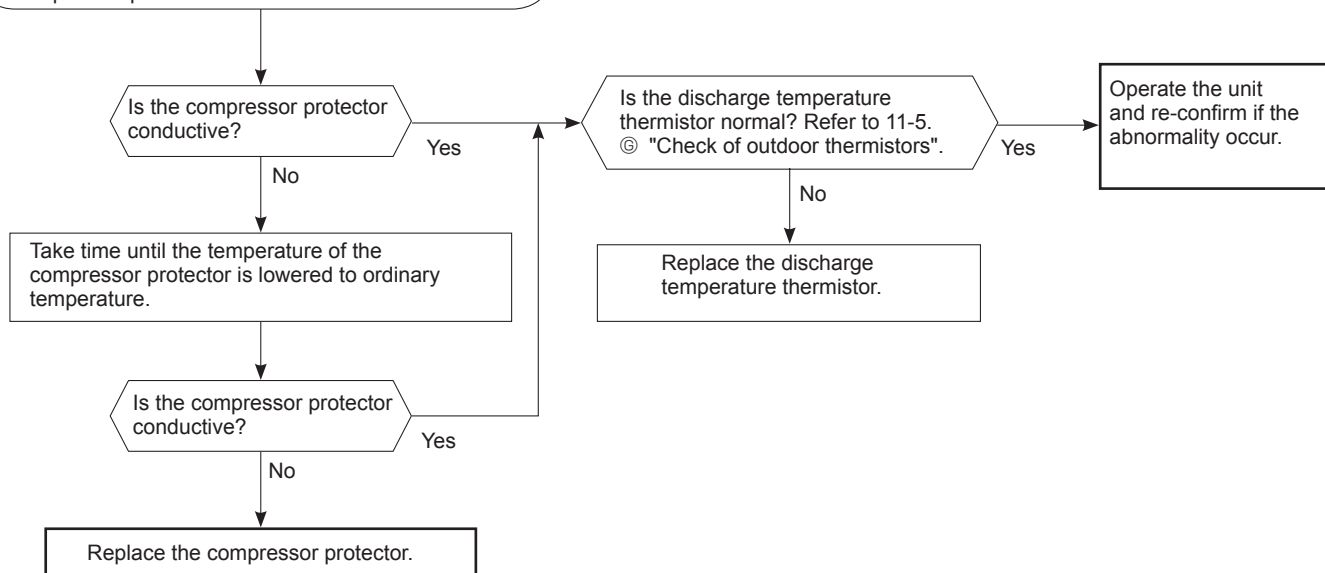 Is the compressor protector
conductive?
Yes
No
Take time until the temperature of the
compressor protector is lowered to ordinary
temperature.
Is the compressor protector
conductive?
Yes
No
Replace the compressor protector.
Is the discharge temperature
thermistor normal? Refer to 11-5.
Ⓖ "Check of outdoor thermistors".
Yes
No
Replace the discharge
temperature thermistor.
Operate the unit
and re-confirm if the
abnormality occur.